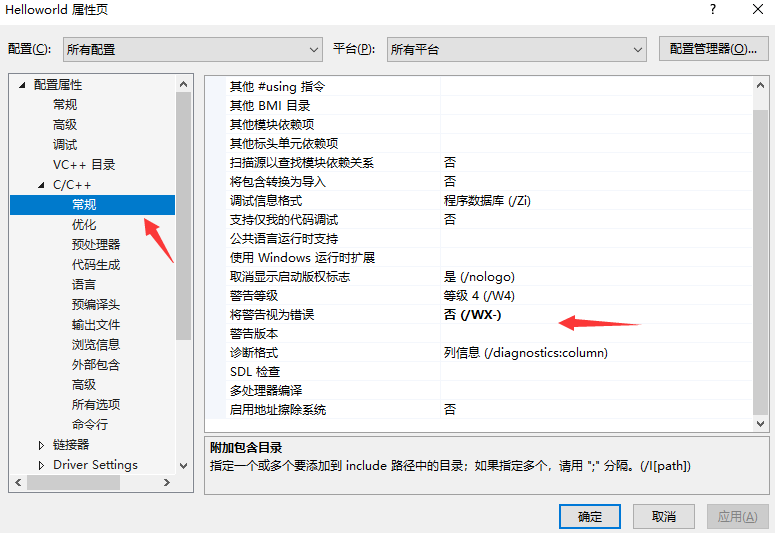 Helloworld 属性页
?
配置(C): 所有配置 平台(P): 所有平台 配置管理器(O)...
配置属性
常规
高级
调试
VC++ 目录
C/C++
常规
优化
预处理器
代码生成
语言
预编译头
输出文件
浏览信息
外部包含
高级
所有选项
命令行
链接器
Driver Settings
其他 #using 指令
其他 BMI 目录
其他模块依赖项
其他标头单元依赖项
扫描源以查找模块依赖关系 否
将包含转换为导入 否
调试信息格式 程序数据库 (/Zi)
支持仅我的代码调试 否
公共语言运行时支持
使用 Windows 运行时扩展
取消显示启动版权标志 是 (/nologo)
警告等级 等级 4 (/W4)
将警告视为错误 否 (/WX-)
警告版本
诊断格式 列信息 (/diagnostics:column)
SDL 检查
多处理器编译
启用地址擦除系统 否
附加包含目录
指定一个或多个要添加到 include 路径中的目录；如果指定多个，请用 ";" 分隔。(/I[path])
确定 取消 应用(A)